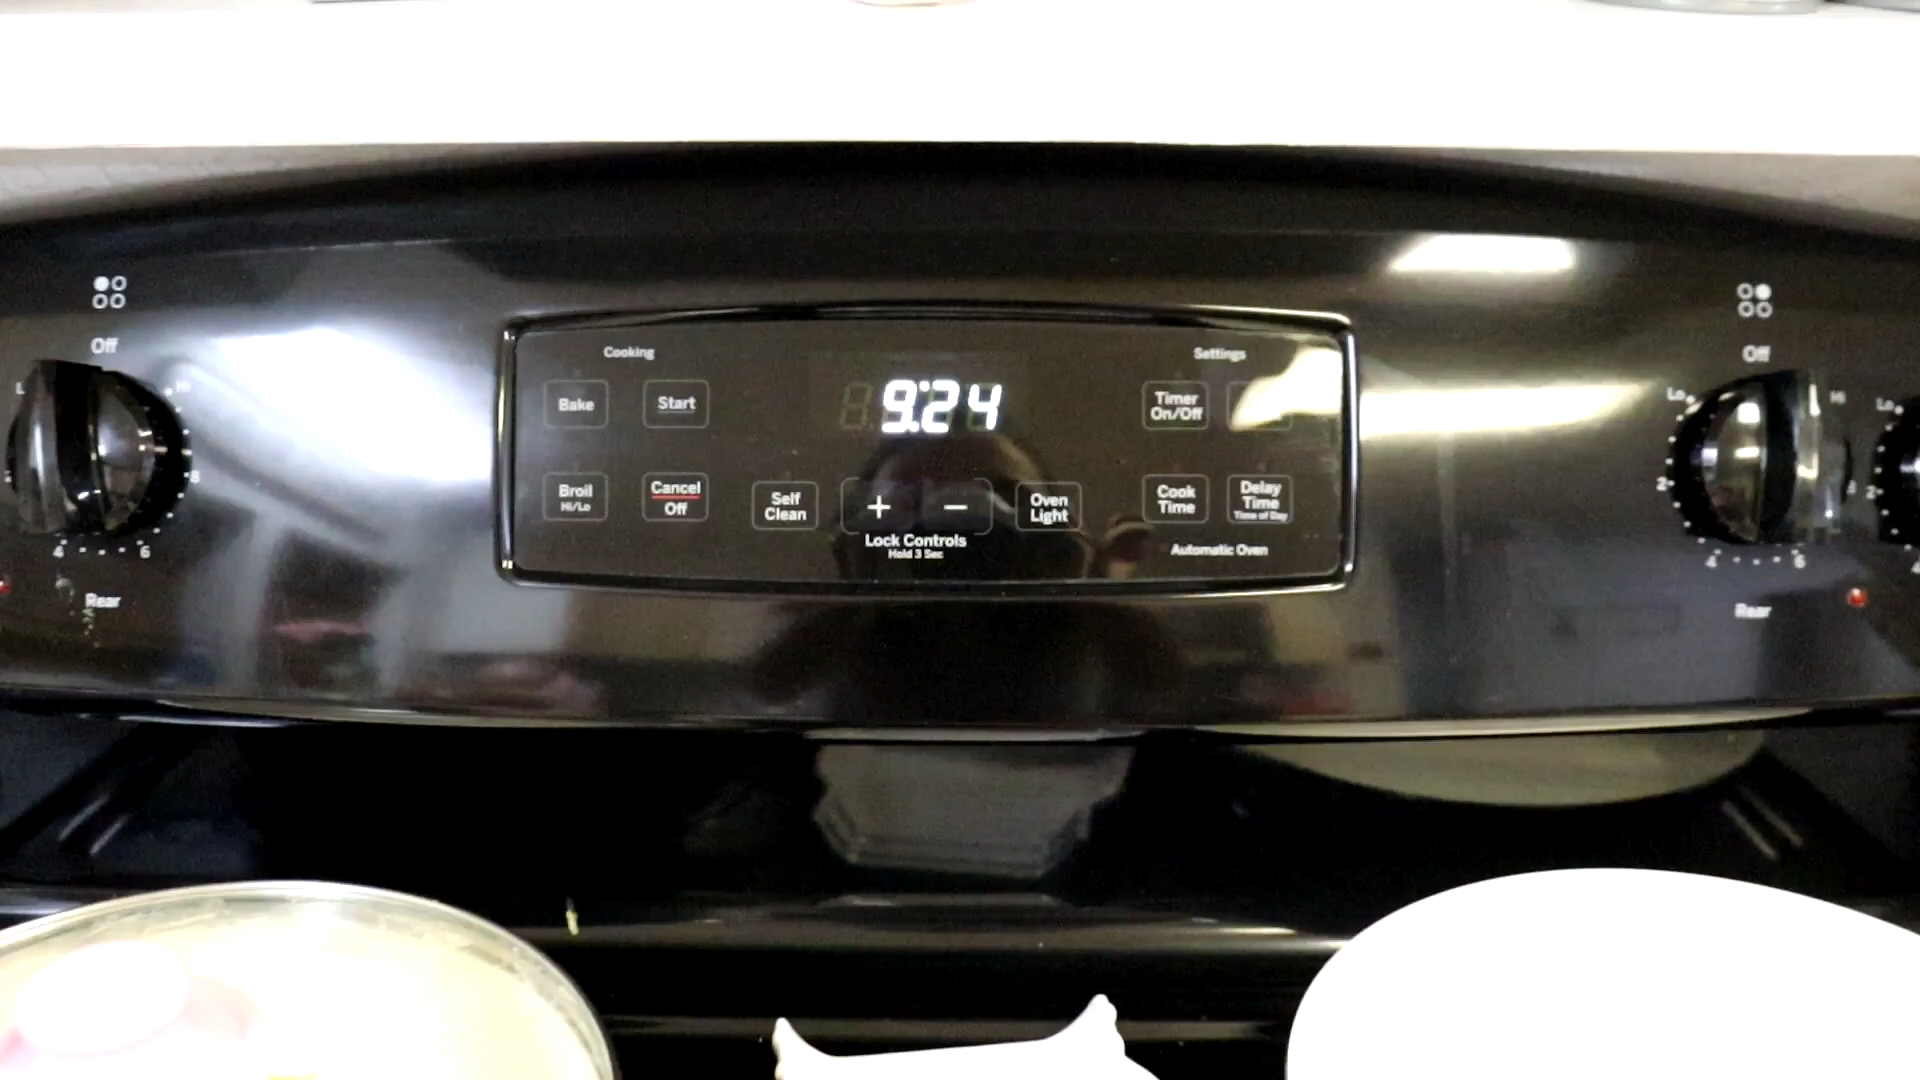 Off
Hi
4
6
Rear
Cooking
Bake
Start
Broil
Hi/Lo
Cancel
Off
Self
Clean
9:24
+
−
Lock Controls
Hold 3 Sec
Oven
Light
Settings
Timer
On/Off
Cook
Time
Delay
Time
Time of Day
Automatic Oven
Off
Lo
Hi
2
4
6
Rear
Lo
2
4